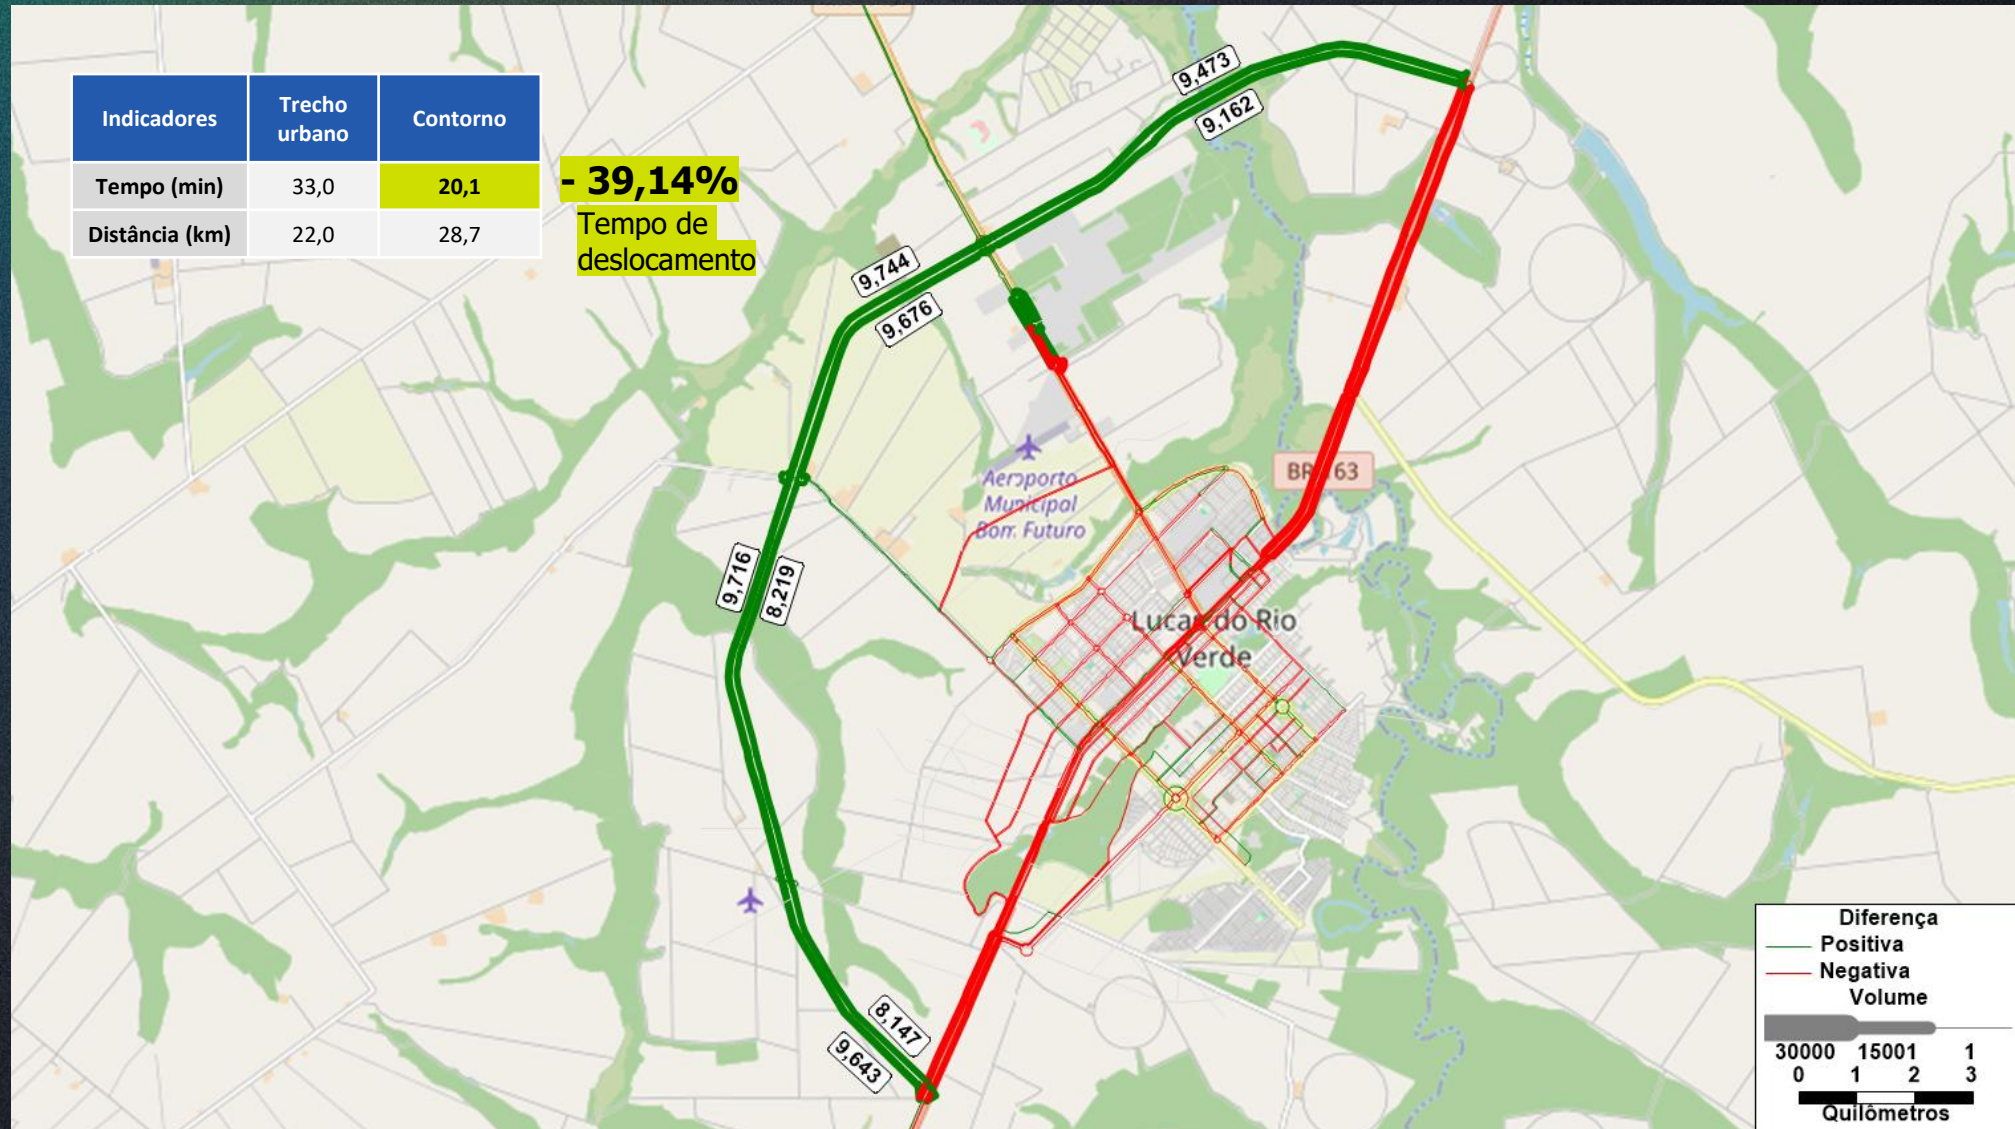 Indicadores
Trecho
urbano
Contorno
Tempo (min)
33,0
20,1
Distância (km)
22,0
28,7
- 39,14%
Tempo de
deslocamento
9,473
9,162
9,744
9,676
9,716
8,219
8,147
9,643
Aeroporto
Municipal
Bom Futuro
BR 163
Lucas do Rio
Verde
Diferença
Positiva
Negativa
Volume
30000 15001 1
0 1 2 3
Quilômetros